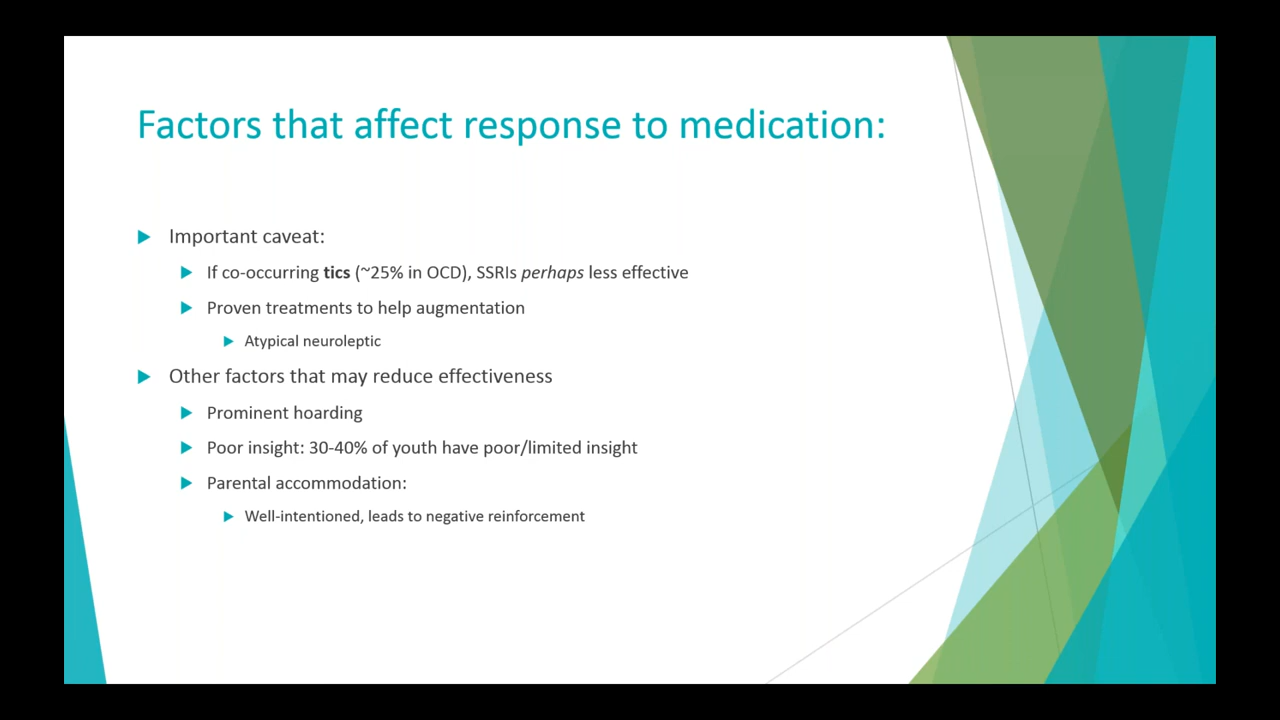 Factors that affect response to medication:
Important caveat:
If co-occurring tics (~25% in OCD), SSRIs perhaps less effective
Proven treatments to help augmentation
Atypical neuroleptic
Other factors that may reduce effectiveness
Prominent hoarding
Poor insight: 30-40% of youth have poor/limited insight
Parental accommodation:
Well-intentioned, leads to negative reinforcement